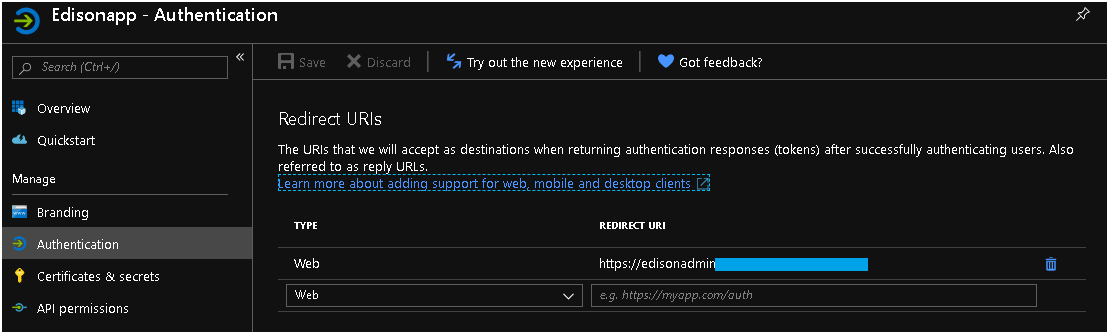 Edisonapp - Authentication
Search (Ctrl+/)
«
Overview
Quickstart
Manage
Branding
Authentication
Certificates & secrets
API permissions
Save
Discard
Try out the new experience
Got feedback?
Redirect URIs
The URIs that we will accept as destinations when returning authentication responses (tokens) after successfully authenticating users. Also
referred to as reply URLs.
Learn more about adding support for web, mobile and desktop clients
TYPE REDIRECT URI
Web https://edisonadmin
Web e.g. https://myapp.com/auth